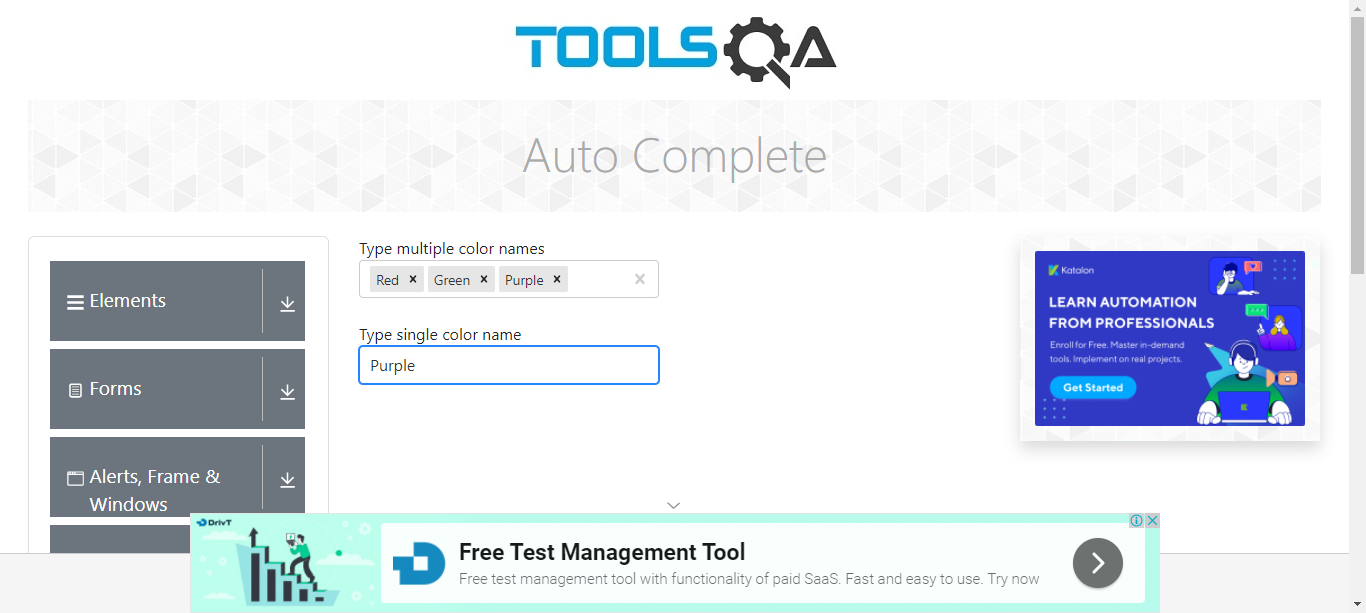 TOOLSQA
Auto Complete
Elements
Forms
Alerts, Frame &
Windows
Type multiple color names
Red × Green × Purple ×
Type single color name
Purple
Katalon
LEARN AUTOMATION
FROM PROFESSIONALS
Enroll for Free. Master in-demand
tools. Implement on real projects.
Get Started
DrivT
Free Test Management Tool
Free test management tool with functionality of paid SaaS. Fast and easy to use. Try now